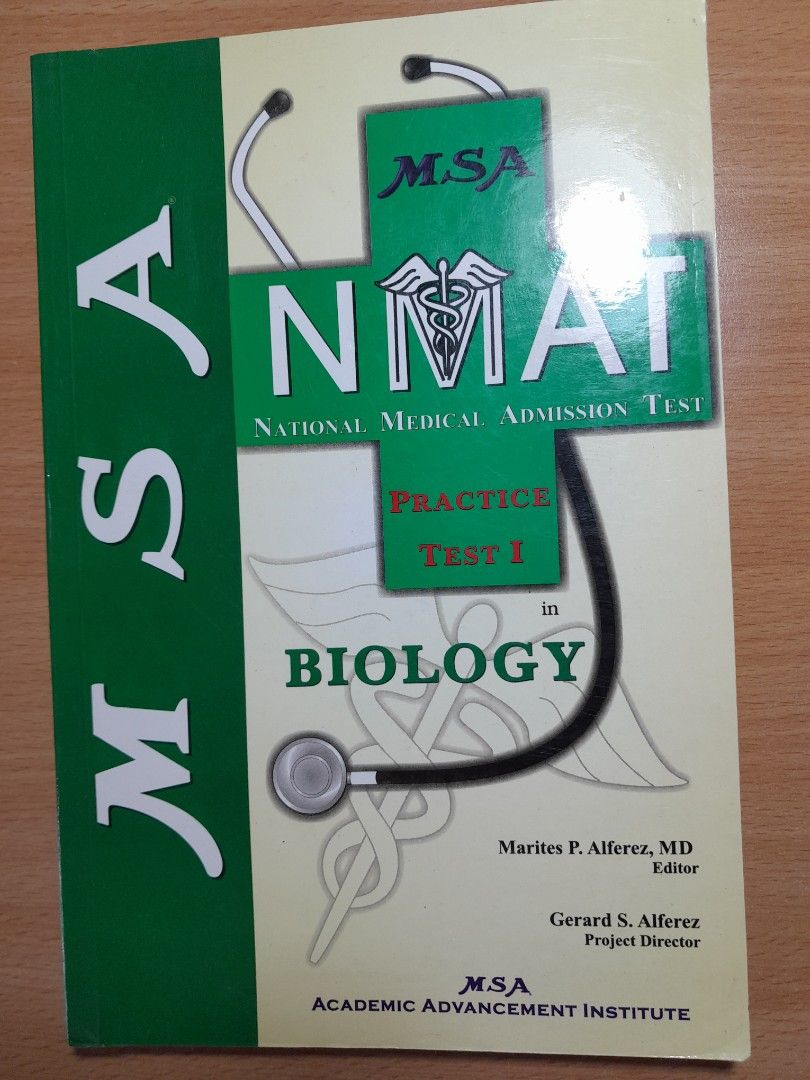 MSA®
MSA
NMAT
NATIONAL MEDICAL ADMISSION TEST
PRACTICE
TEST I
in
BIOLOGY
Marites P. Alferez, MD
Editor
Gerard S. Alferez
Project Director
MSA
ACADEMIC ADVANCEMENT INSTITUTE